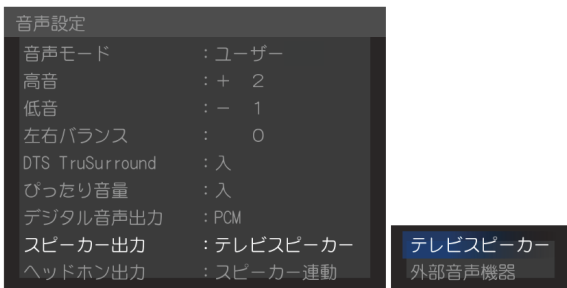 音声設定
音声モード :ユーザー
高音 :+ 2
低音 :- 1
左右バランス : 0
DTS TruSurround :入
ぴったり音量 :入
デジタル音声出力 :PCM
スピーカー出力 :テレビスピーカー
ヘッドホン出力 :スピーカー連動
テレビスピーカー
外部音声機器